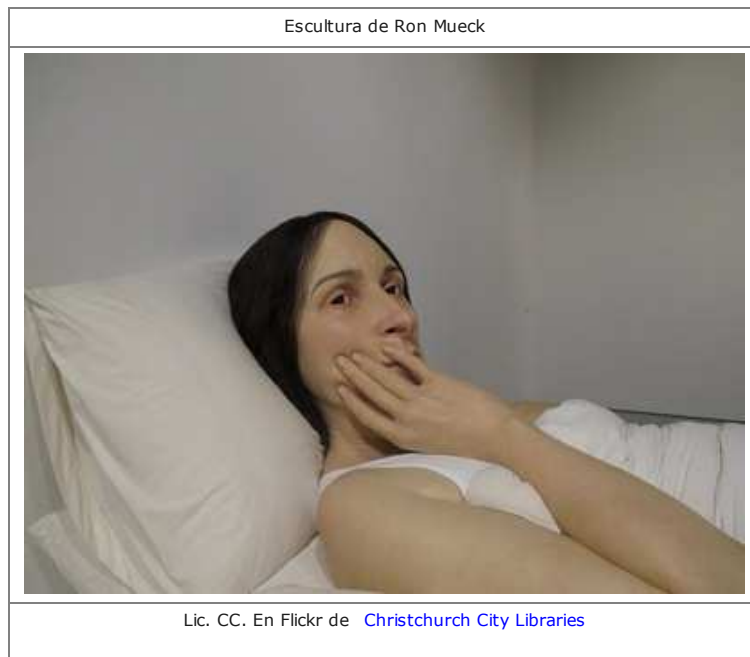 Escultura de Ron Mueck
Lic. CC. En Flickr de Christchurch City Libraries